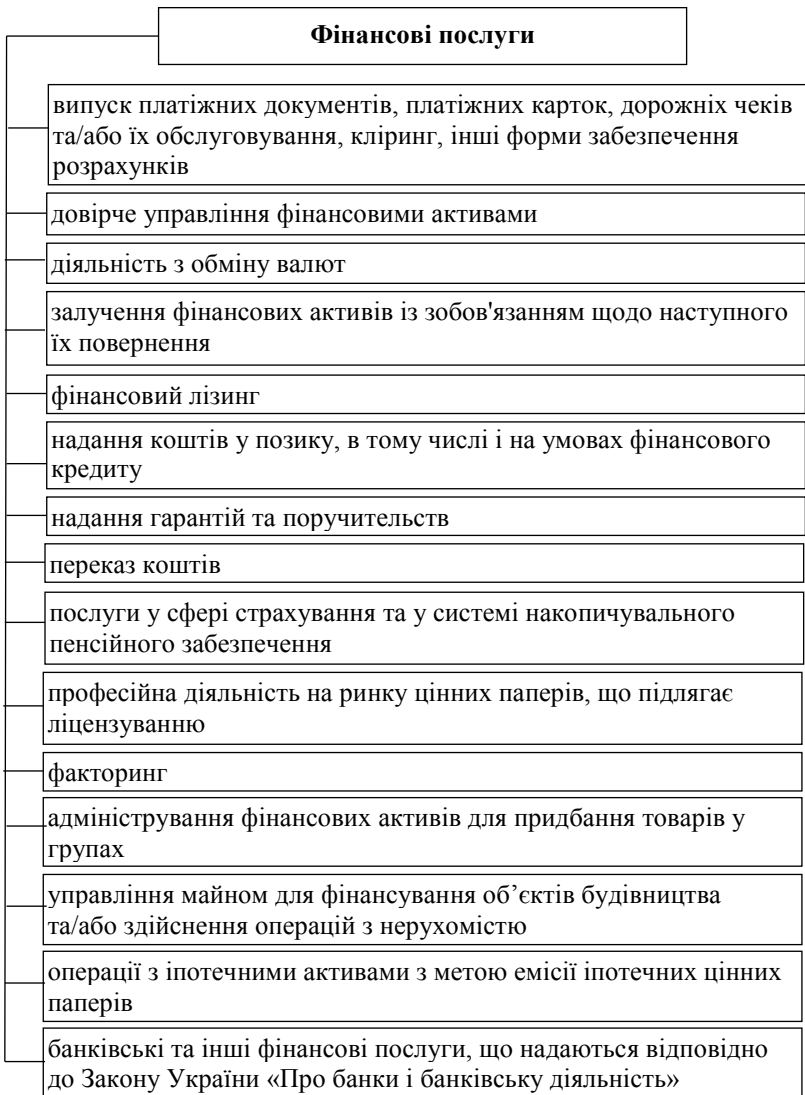 Фінансові послуги
випуск платіжних документів, платіжних карток, дорожніх чеків
та/або їх обслуговування, кліринг, інші форми забезпечення
розрахунків
довірче управління фінансовими активами
діяльність з обміну валют
залучення фінансових активів із зобов'язанням щодо наступного
їх повернення
фінансовий лізинг
надання коштів у позику, в тому числі і на умовах фінансового
кредиту
надання гарантій та поручительств
переказ коштів
послуги у сфері страхування та у системі накопичувального
пенсійного забезпечення
професійна діяльність на ринку цінних паперів, що підлягає
ліцензуванню
факторинг
адміністрування фінансових активів для придбання товарів у
групах
управління майном для фінансування об’єктів будівництва
та/або здійснення операцій з нерухомістю
операції з іпотечними активами з метою емісії іпотечних цінних
паперів
банківські та інші фінансові послуги, що надаються відповідно
до Закону України «Про банки і банківську діяльність»